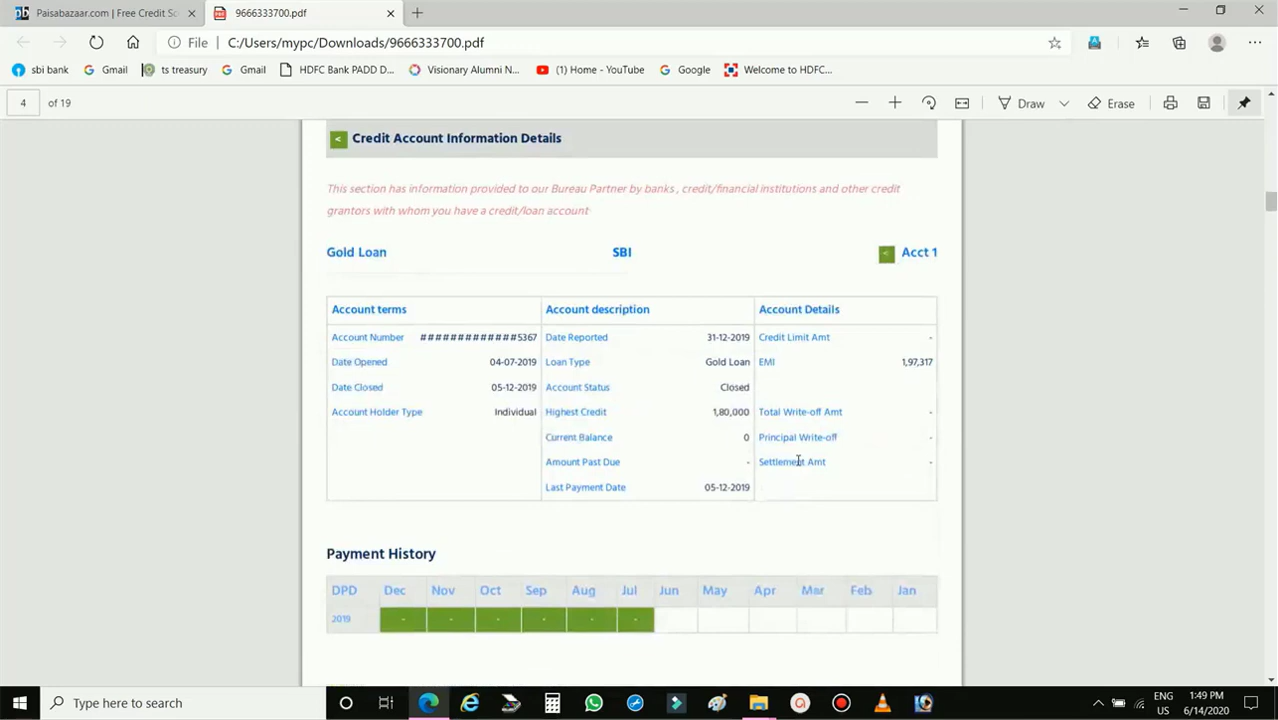 Paisabazaar.com | Free Credit Sc
9666333700.pdf
File C:/Users/mypc/Downloads/9666333700.pdf
sbi bank Gmail ts treasury Gmail HDFC Bank PADD D... Visionary Alumni N... (1) Home - YouTube Google Welcome to HDFC...
4 of 19 Draw Erase
< Credit Account Information Details
This section has information provided to our Bureau Partner by banks , credit/financial institutions and other credit
grantors with whom you have a credit/loan account
Gold Loan SBI < Acct 1
Account terms Account description Account Details
Account Number #############5367 Date Reported 31-12-2019 Credit Limit Amt -
Date Opened 04-07-2019 Loan Type Gold Loan EMI 1,97,317
Date Closed 05-12-2019 Account Status Closed
Account Holder Type Individual Highest Credit 1,80,000 Total Write-off Amt -
Current Balance 0 Principal Write-off -
Amount Past Due - Settlement Amt -
Last Payment Date 05-12-2019
Payment History
DPD Dec Nov Oct Sep Aug Jul Jun May Apr Mar Feb Jan
2019 - - - - - -
Type here to search
ENG 1:49 PM
US 6/14/2020